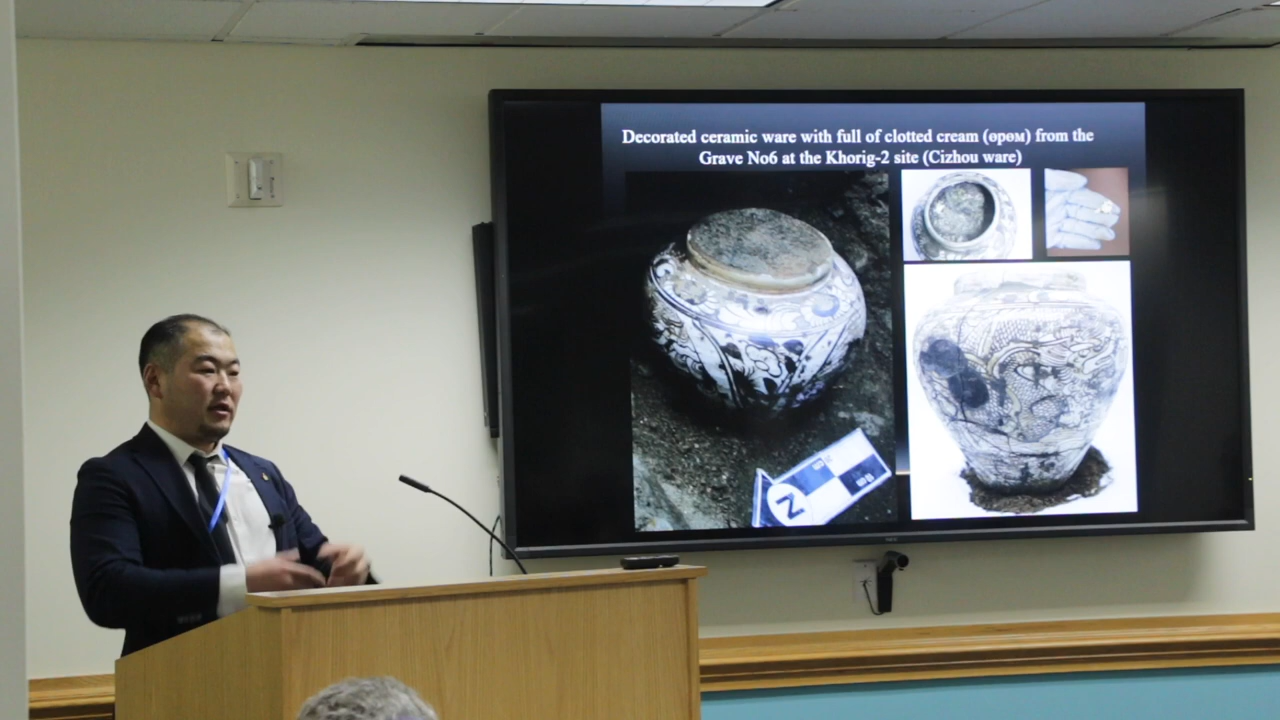 Decorated ceramic ware with full of clotted cream (өрөм) from the
Grave No6 at the Khorig-2 site (Cizhou ware)
N
NEC